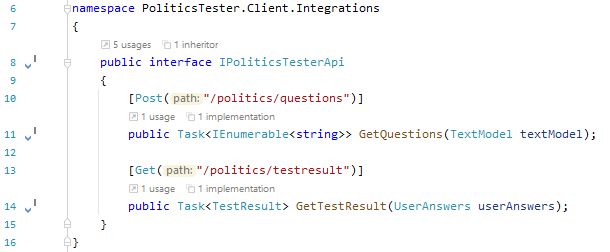 6 namespace PoliticsTester.Client.Integrations
7 {
5 usages 1 inheritor
8 public interface IPoliticsTesterApi
9 {
10 [Post(path:"/politics/questions")]
1 usage 1 implementation
11 public Task<IEnumerable<string>> GetQuestions(TextModel textModel);
12
13 [Get(path:"/politics/testresult")]
1 usage 1 implementation
14 public Task<TestResult> GetTestResult(UserAnswers userAnswers);
15 }
16 }